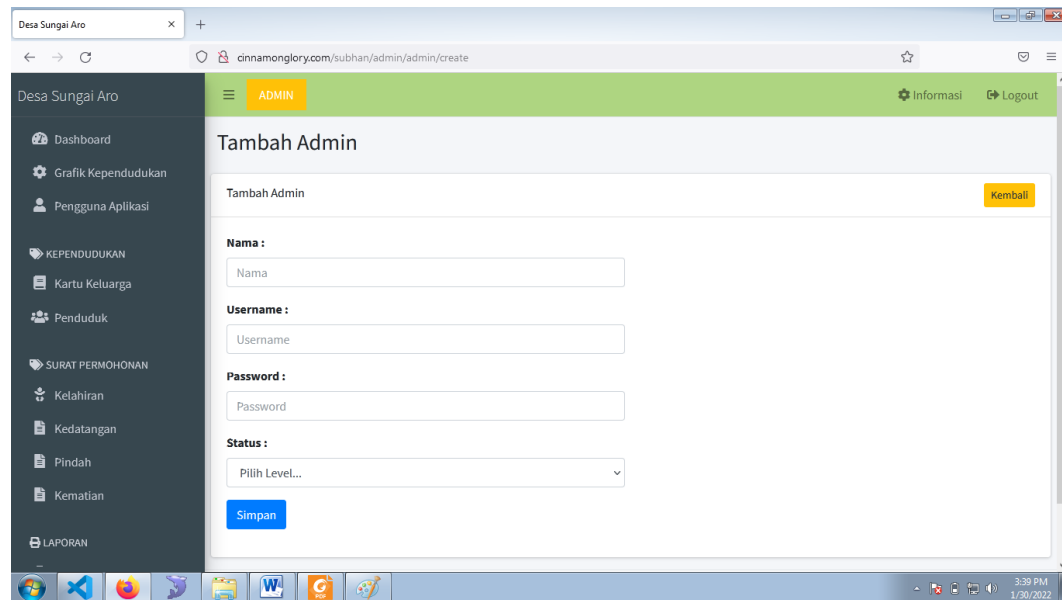 Desa Sungai Aro
cinnamonglory.com/subhan/admin/admin/create
Desa Sungai Aro
ADMIN
Informasi
Logout
Dashboard
Grafik Kependudukan
Pengguna Aplikasi
KEPENDUDUKAN
Kartu Keluarga
Penduduk
SURAT PERMOHONAN
Kelahiran
Kedatangan
Pindah
Kematian
LAPORAN
Tambah Admin
Tambah Admin
Kembali
Nama :
Nama
Username :
Username
Password :
Password
Status :
Pilih Level...
Simpan
W
G
PDF
3:39 PM
1/30/2022